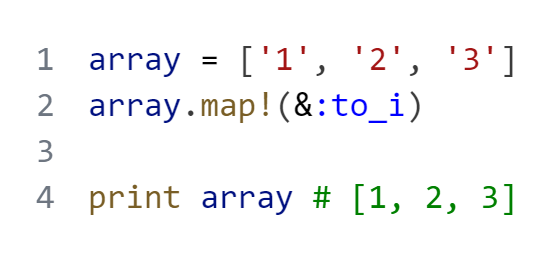 1 array = ['1', '2', '3']
2 array.map!(&:to_i)
3
4 print array # [1, 2, 3]